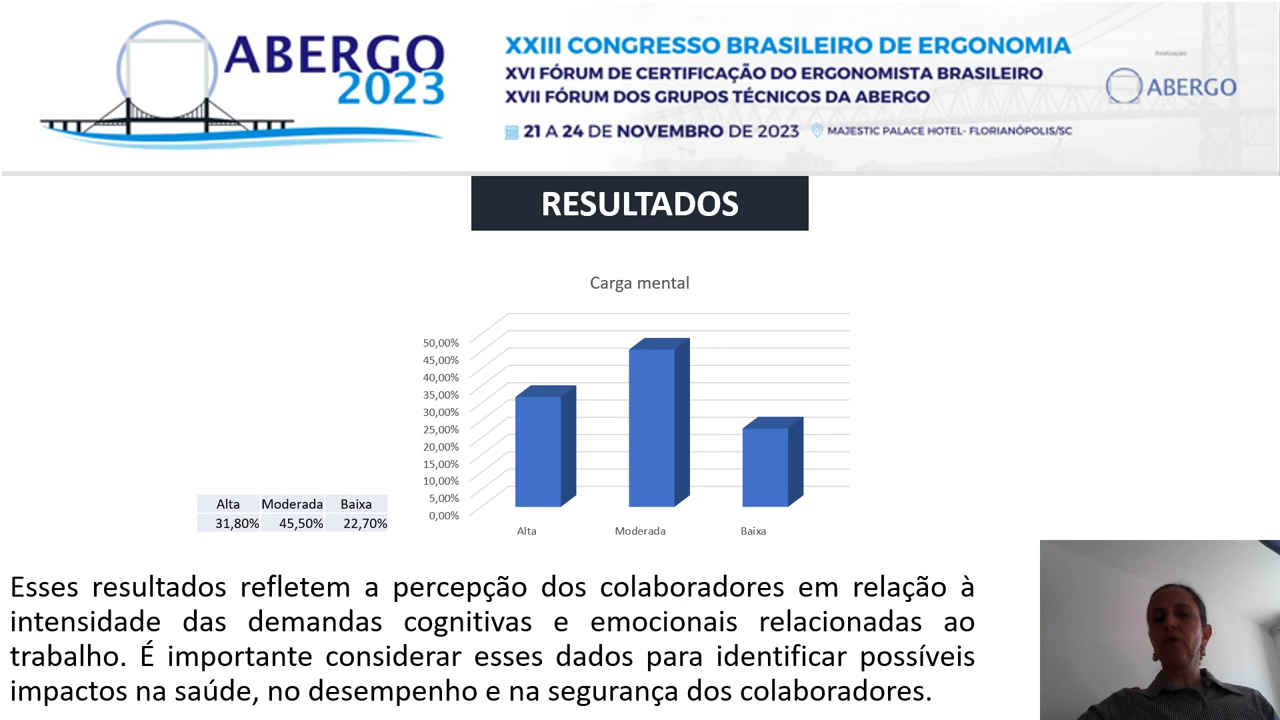 ABERGO
2023
XXIII CONGRESSO BRASILEIRO DE ERGONOMIA
XVI FÓRUM DE CERTIFICAÇÃO DO ERGONOMISTA BRASILEIRO
XVII FÓRUM DOS GRUPOS TÉCNICOS DA ABERGO
21 A 24 DE NOVEMBRO DE 2023 MAJESTIC PALACE HOTEL- FLORIANÓPOLIS/SC
Realização
ABERGO
RESULTADOS
Carga mental
50,00%
45,00%
40,00%
35,00%
30,00%
25,00%
20,00%
15,00%
10,00%
5,00%
0,00%
Alta Moderada Baixa
Alta Moderada Baixa
31,80% 45,50% 22,70%
Esses resultados refletem a percepção dos colaboradores em relação à
intensidade das demandas cognitivas e emocionais relacionadas ao
trabalho. É importante considerar esses dados para identificar possíveis
impactos na saúde, no desempenho e na segurança dos colaboradores.